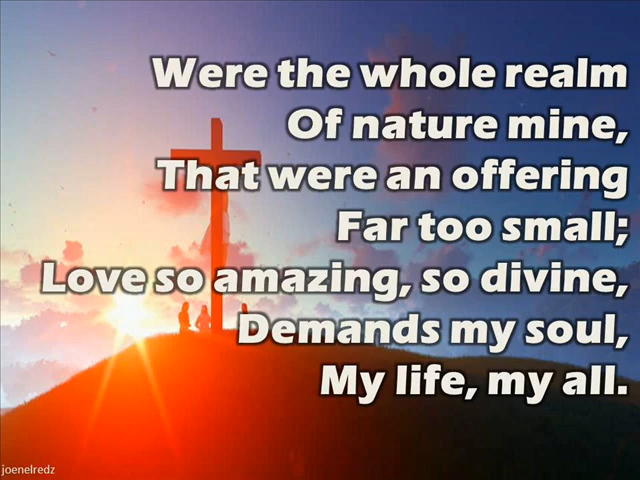 Were the whole realm
Of nature mine,
That were an offering
Far too small;
Love so amazing, so divine,
Demands my soul,
My life, my all.
joenelredz